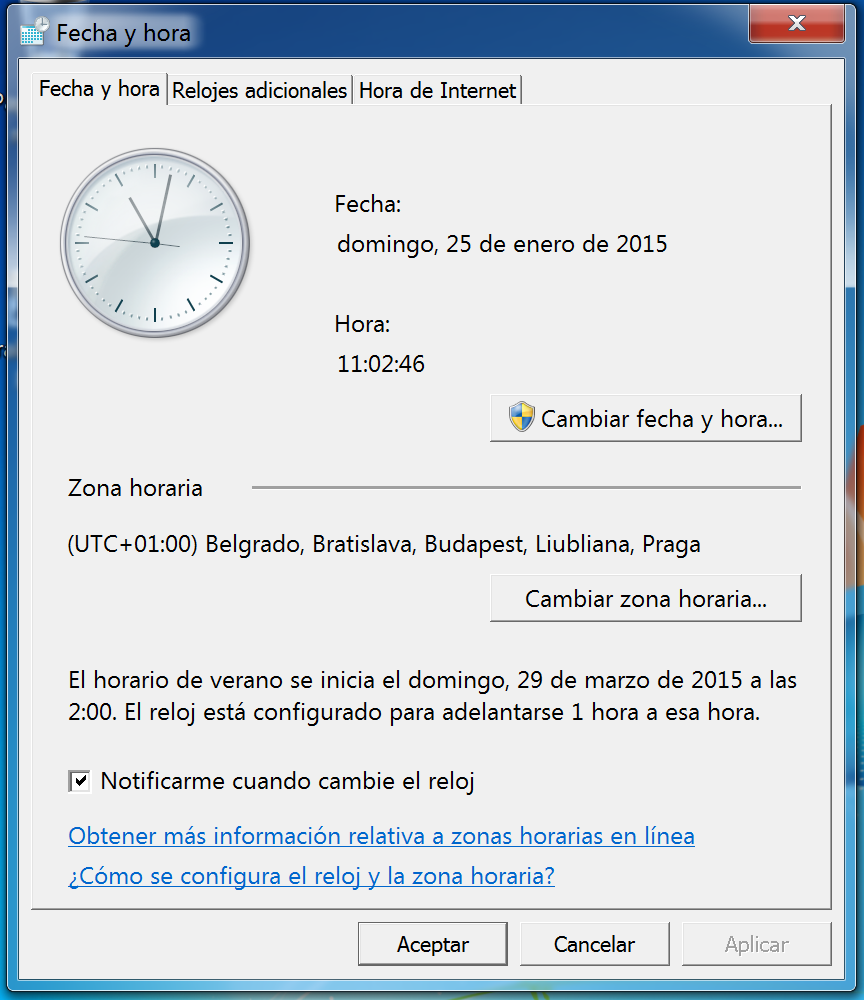 Fecha y hora
Fecha y hora
Relojes adicionales
Hora de Internet
Fecha:
domingo, 25 de enero de 2015
Hora:
11:02:46
Cambiar fecha y hora...
Zona horaria
(UTC+01:00) Belgrado, Bratislava, Budapest, Liubliana, Praga
Cambiar zona horaria...
El horario de verano se inicia el domingo, 29 de marzo de 2015 a las
2:00. El reloj está configurado para adelantarse 1 hora a esa hora.
Notificarme cuando cambie el reloj
Obtener más información relativa a zonas horarias en línea
¿Cómo se configura el reloj y la zona horaria?
Aceptar
Cancelar
Aplicar